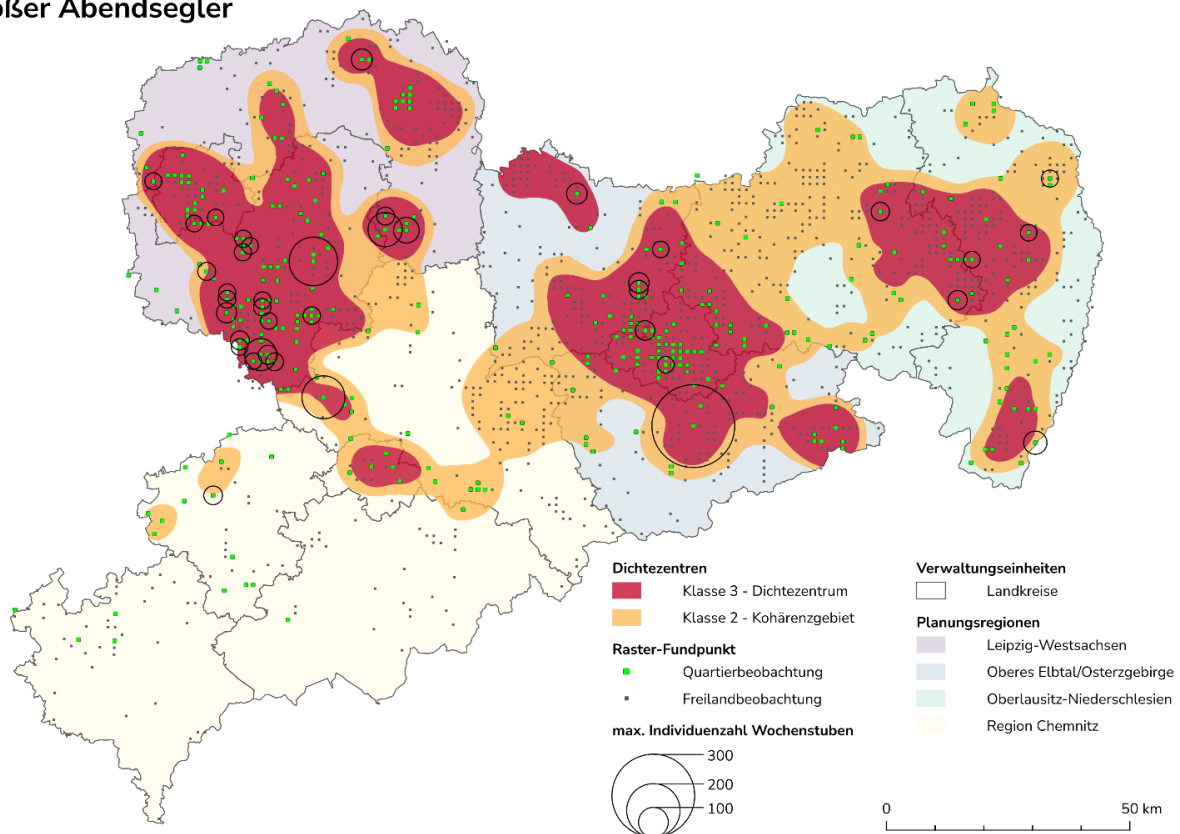 ßer Abendsegler
Dichtezentren
Klasse 3 - Dichtezentrum
Klasse 2 - Kohärenzgebiet
Raster-Fundpunkt
Quartierbeobachtung
Freilandbeobachtung
max. Individuenzahl Wochenstuben
300
200
100
Verwaltungseinheiten
Landkreise
Planungsregionen
Leipzig-Westsachsen
Oberes Elbtal/Osterzgebirge
Oberlausitz-Niederschlesien
Region Chemnitz
0 50 km